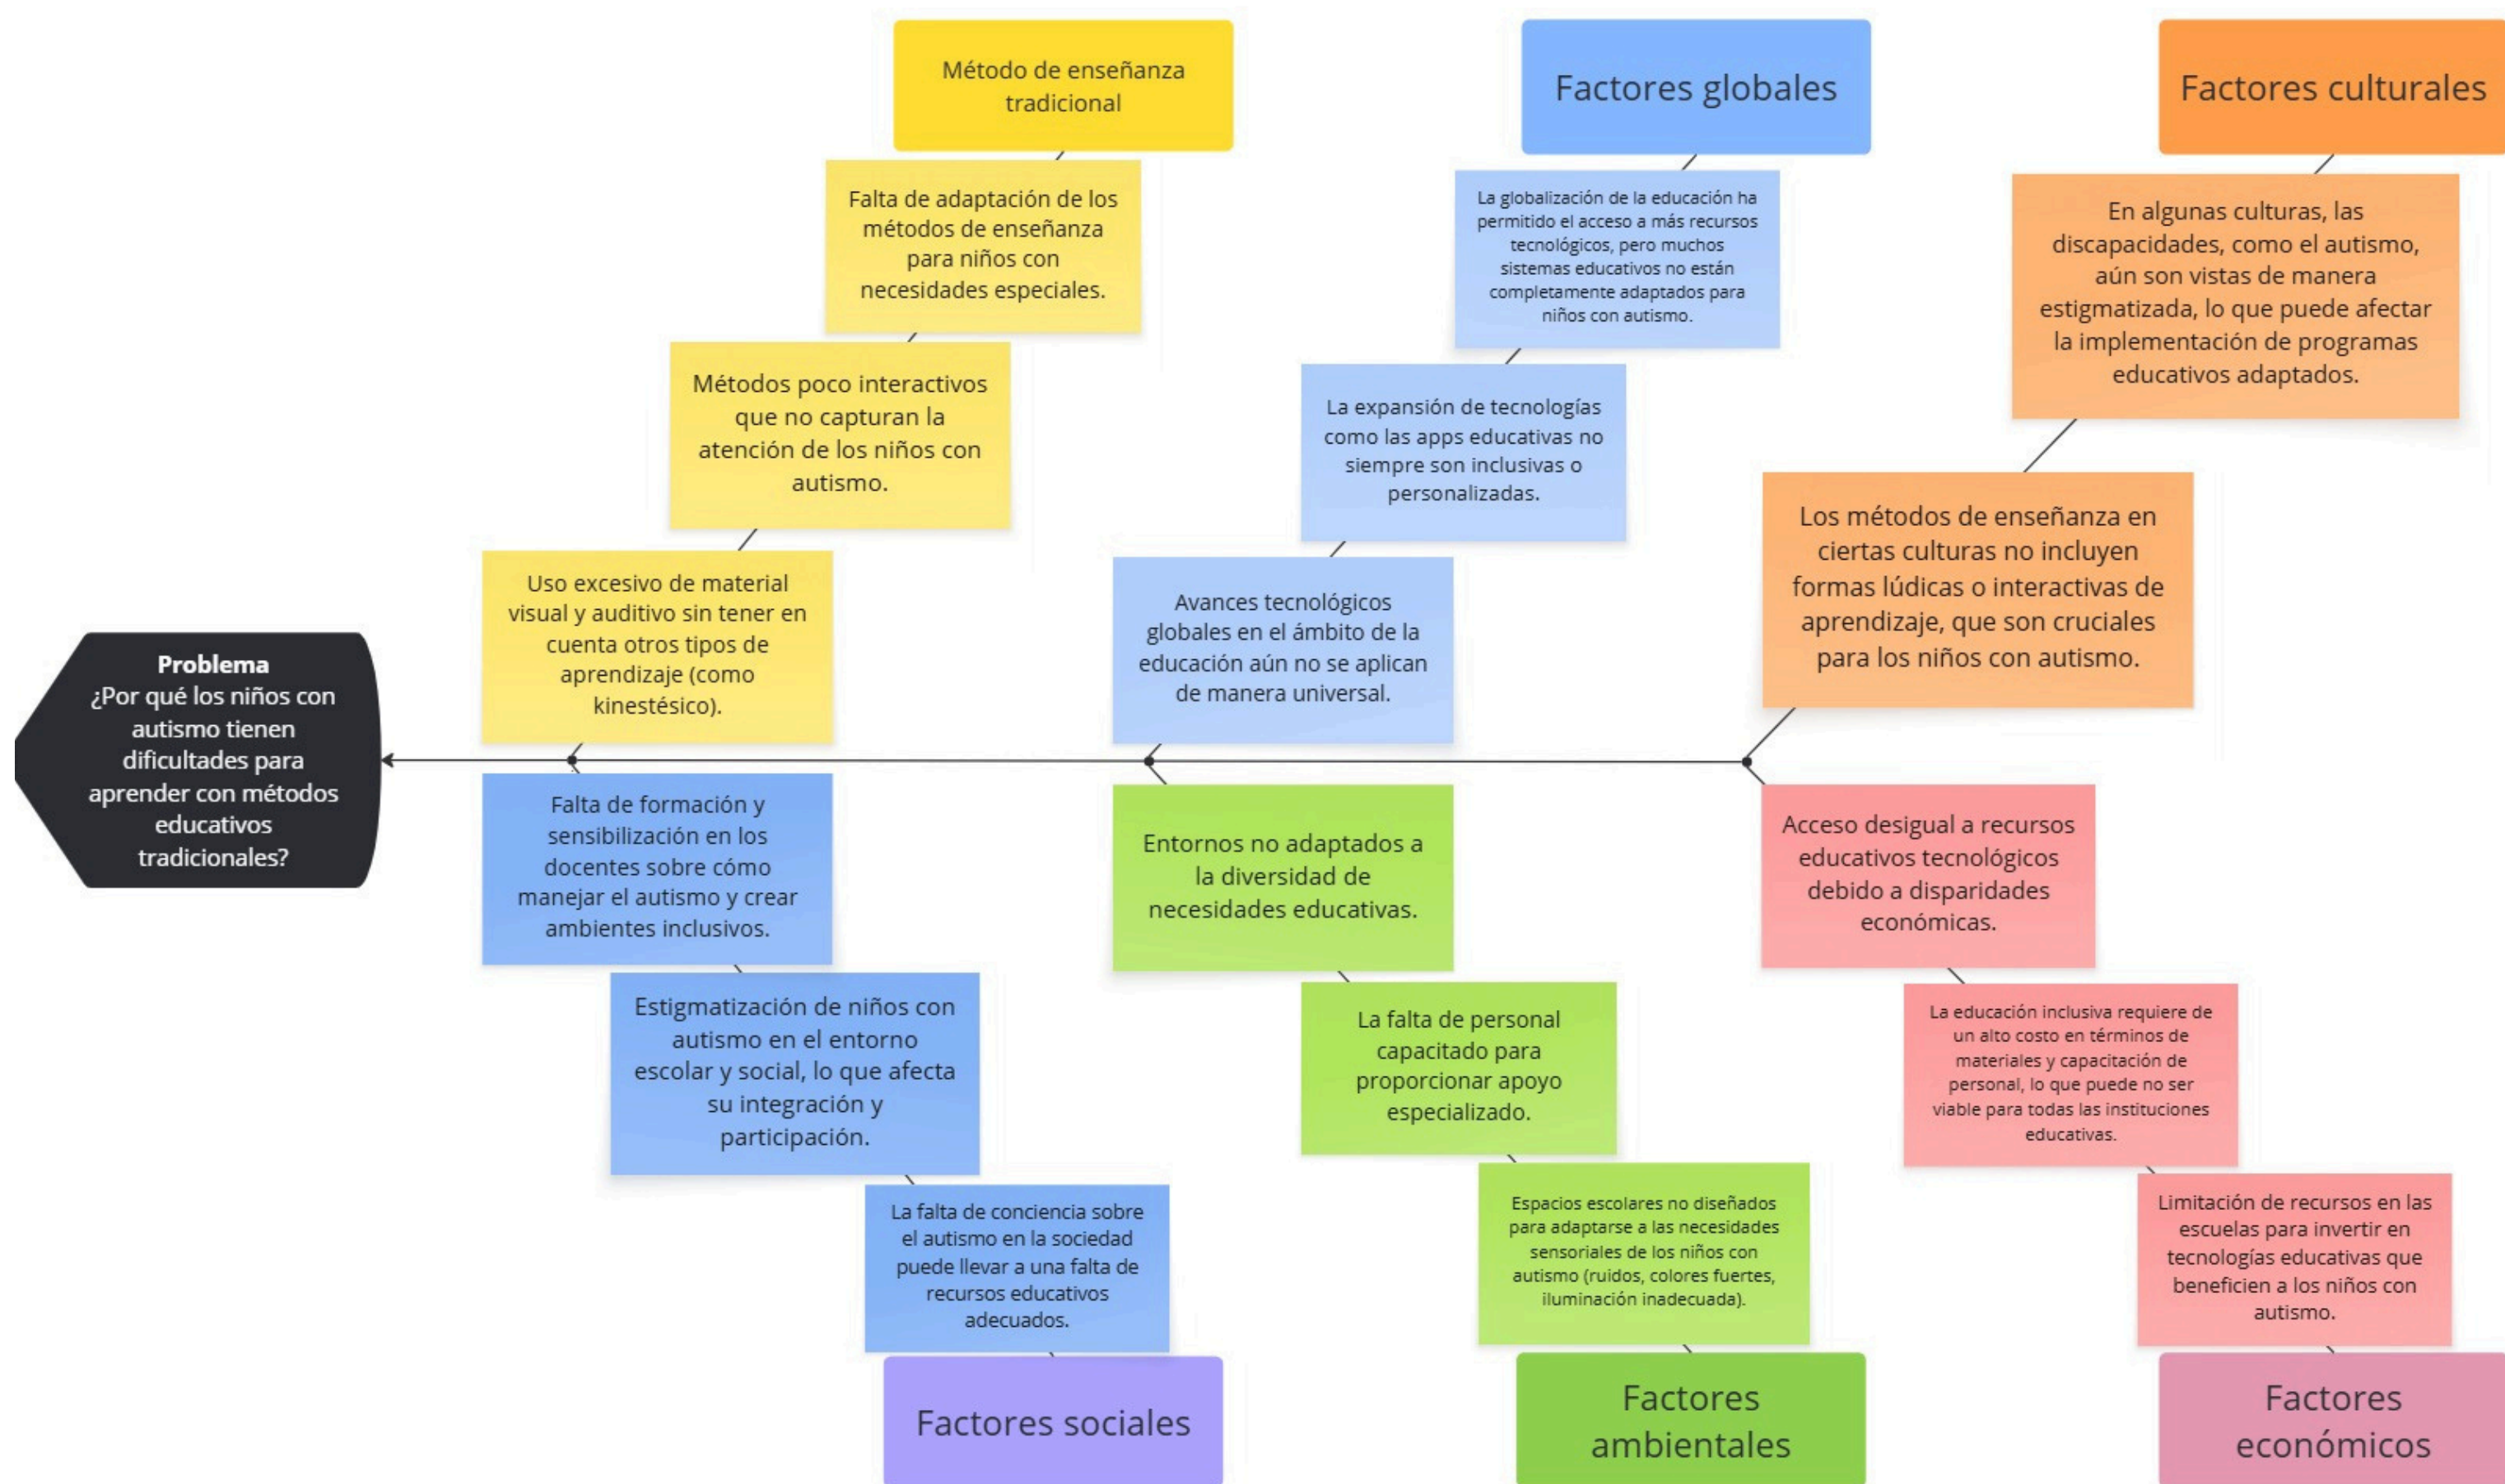 Método de enseñanza
tradicional
Factores globales
Factores culturales
Falta de adaptación de los
métodos de enseñanza
para niños con
necesidades especiales.
La globalización de la educación ha
permitido el acceso a más recursos
tecnológicos, pero muchos
sistemas educativos no están
completamente adaptados para
niños con autismo.
En algunas culturas, las
discapacidades, como el autismo,
aún son vistas de manera
estigmatizada, lo que puede afectar
la implementación de programas
educativos adaptados.
Métodos poco interactivos
que no capturan la
atención de los niños con
autismo.
La expansión de tecnologías
como las apps educativas no
siempre son inclusivas o
personalizadas.
Los métodos de enseñanza en
ciertas culturas no incluyen
formas lúdicas o interactivas de
aprendizaje, que son cruciales
para los niños con autismo.
Uso excesivo de material
visual y auditivo sin tener en
cuenta otros tipos de
aprendizaje (como
kinestésico).
Avances tecnológicos
globales en el ámbito de la
educación aún no se aplican
de manera universal.
Problema
¿Por qué los niños con
autismo tienen
dificultades para
aprender con métodos
educativos
tradicionales?
Falta de formación y
sensibilización en los
docentes sobre cómo
manejar el autismo y crear
ambientes inclusivos.
Entornos no adaptados a
la diversidad de
necesidades educativas.
Acceso desigual a recursos
educativos tecnológicos
debido a disparidades
económicas.
Estigmatización de niños con
autismo en el entorno
escolar y social, lo que afecta
su integración y
participación.
La falta de personal
capacitado para
proporcionar apoyo
especializado.
La educación inclusiva requiere de
un alto costo en términos de
materiales y capacitación de
personal, lo que puede no ser
viable para todas las instituciones
educativas.
La falta de conciencia sobre
el autismo en la sociedad
puede llevar a una falta de
recursos educativos
adecuados.
Espacios escolares no diseñados
para adaptarse a las necesidades
sensoriales de los niños con
autismo (ruidos, colores fuertes,
iluminación inadecuada).
Limitación de recursos en las
escuelas para invertir en
tecnologías educativas que
beneficien a los niños con
autismo.
Factores sociales
Factores
ambientales
Factores
económicos